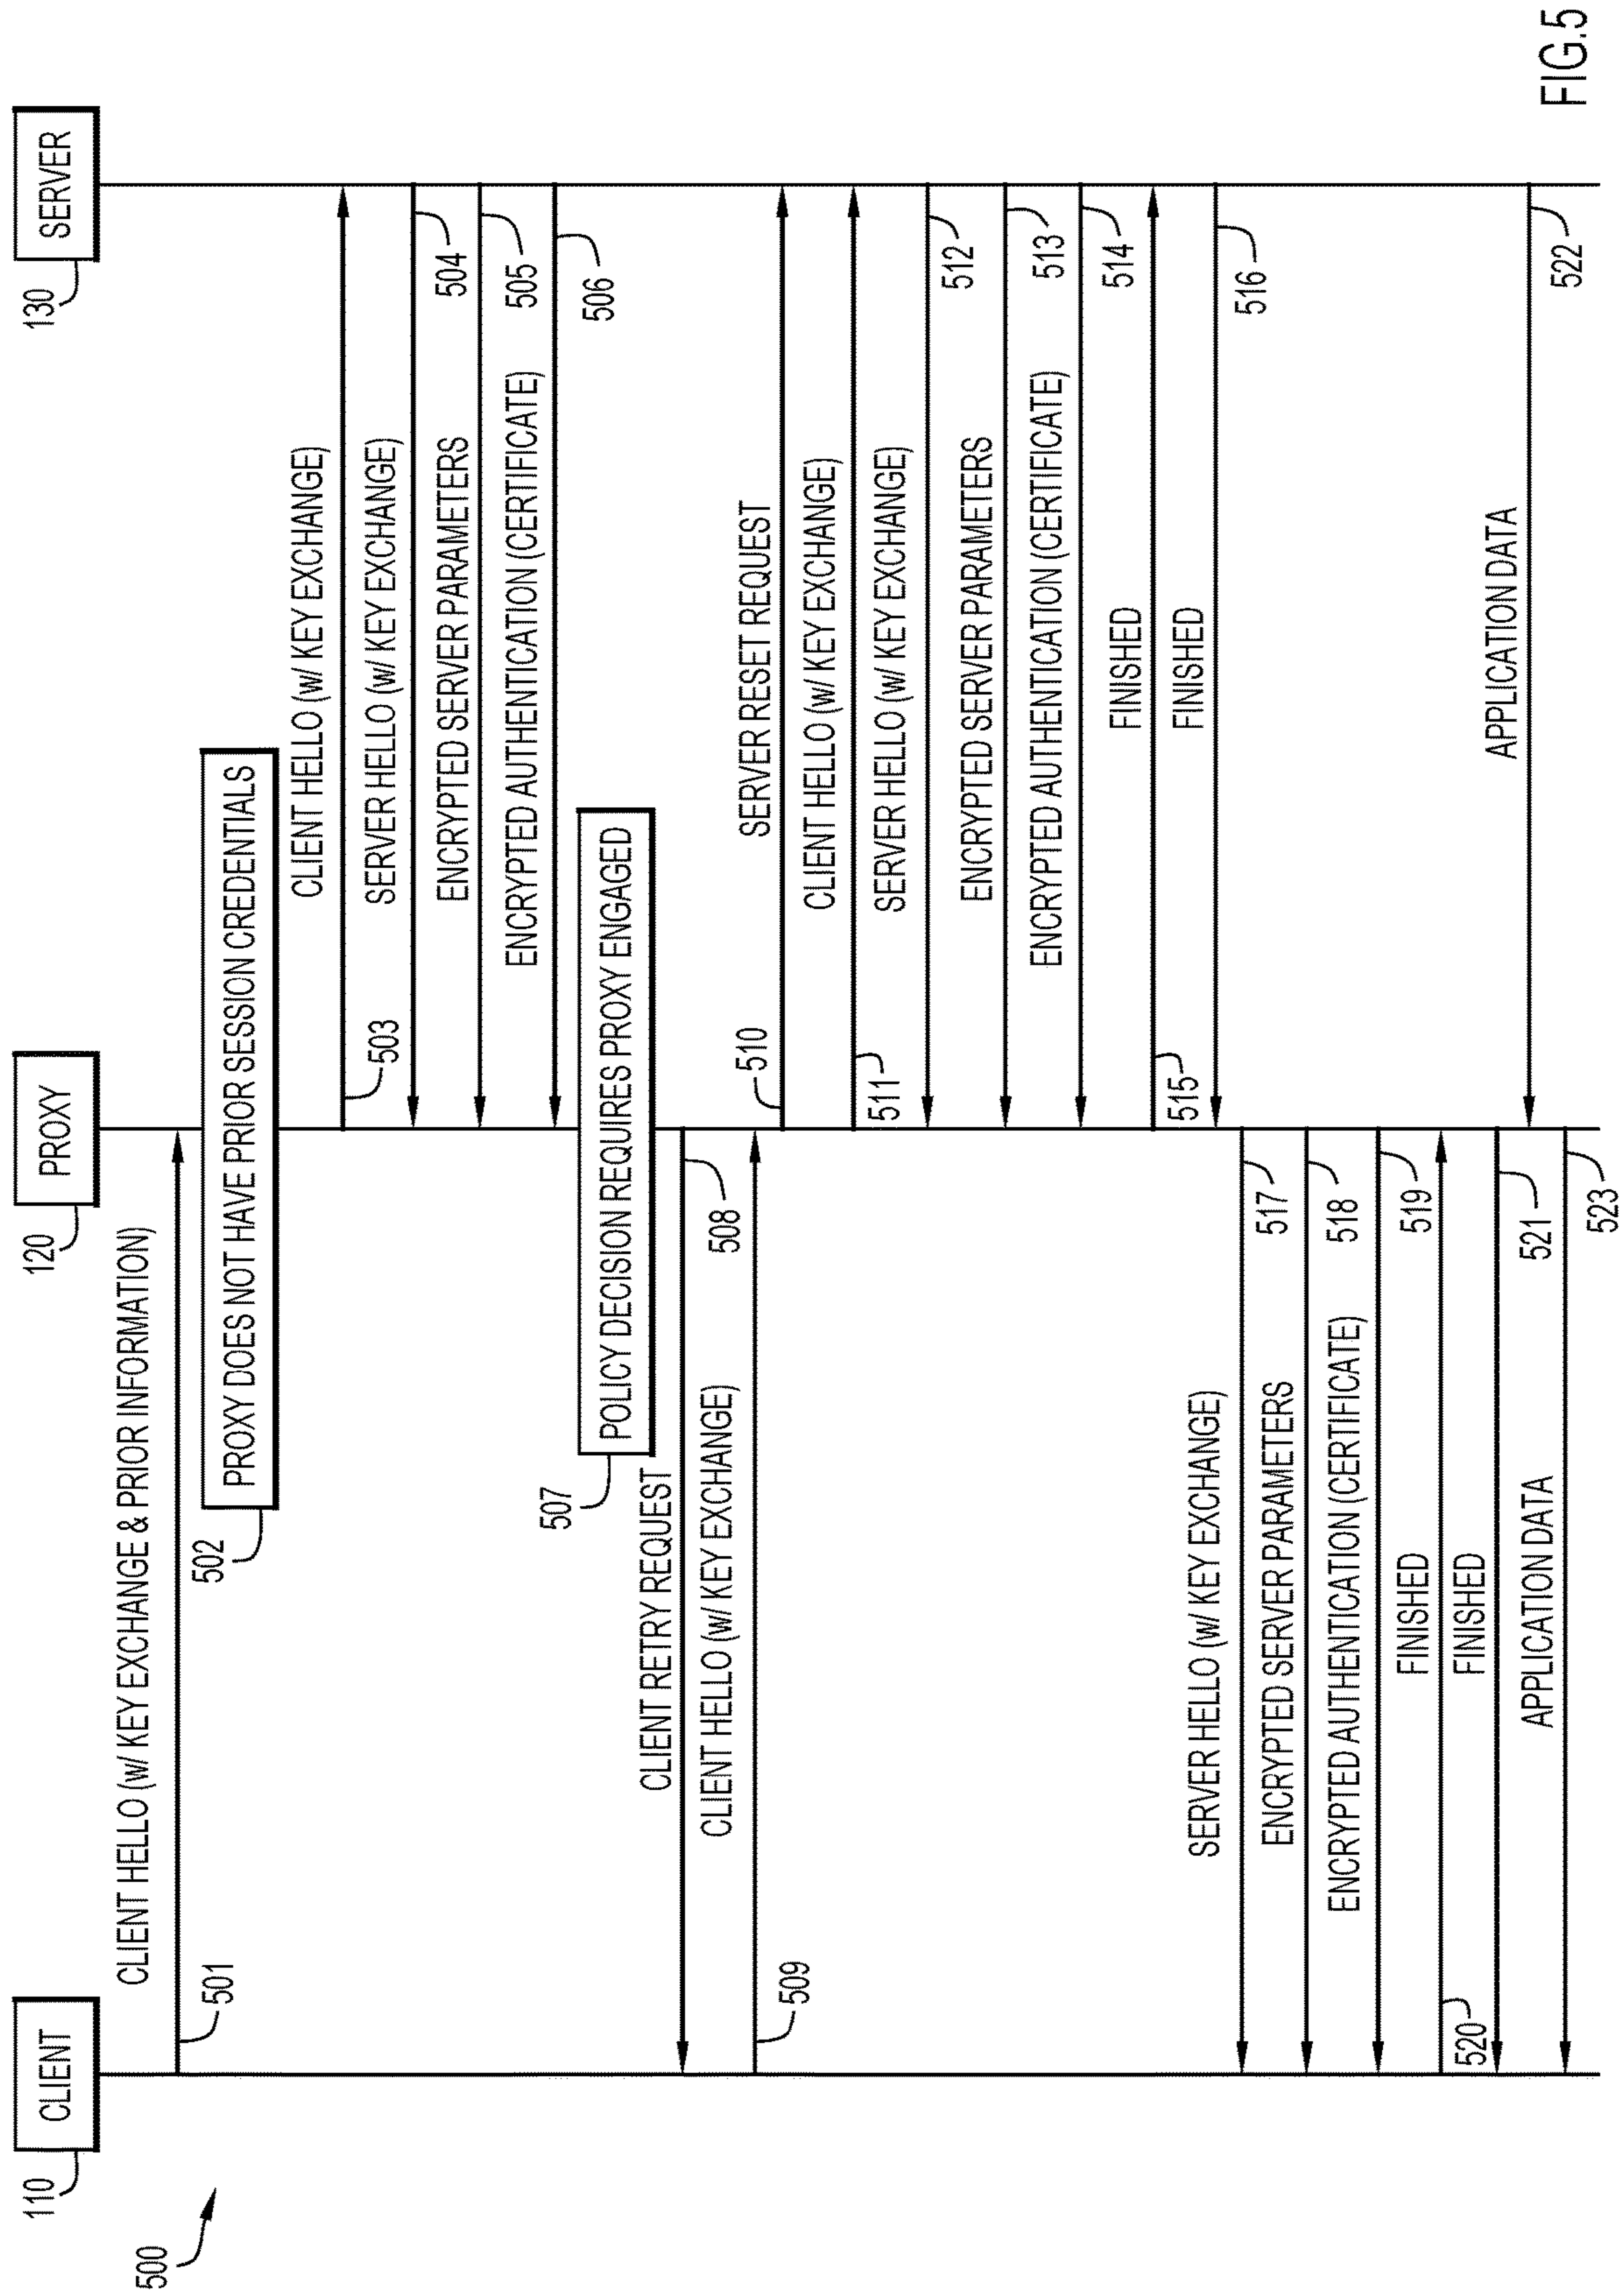 500
110
CLIENT
120
PROXY
130
SERVER
CLIENT HELLO (w/ KEY EXCHANGE & PRIOR INFORMATION)
501
PROXY DOES NOT HAVE PRIOR SESSION CREDENTIALS
502
CLIENT HELLO (w/ KEY EXCHANGE)
503
SERVER HELLO (w/ KEY EXCHANGE)
504
ENCRYPTED SERVER PARAMETERS
505
ENCRYPTED AUTHENTICATION (CERTIFICATE)
506
POLICY DECISION REQUIRES PROXY ENGAGED
507
CLIENT RETRY REQUEST
508
CLIENT HELLO (w/ KEY EXCHANGE)
509
SERVER RESET REQUEST
510
CLIENT HELLO (w/ KEY EXCHANGE)
511
SERVER HELLO (w/ KEY EXCHANGE)
512
ENCRYPTED SERVER PARAMETERS
513
ENCRYPTED AUTHENTICATION (CERTIFICATE)
514
FINISHED
515
FINISHED
516
SERVER HELLO (w/ KEY EXCHANGE)
517
ENCRYPTED SERVER PARAMETERS
518
ENCRYPTED AUTHENTICATION (CERTIFICATE)
519
FINISHED
520
FINISHED
521
APPLICATION DATA
522
APPLICATION DATA
523
FIG.5